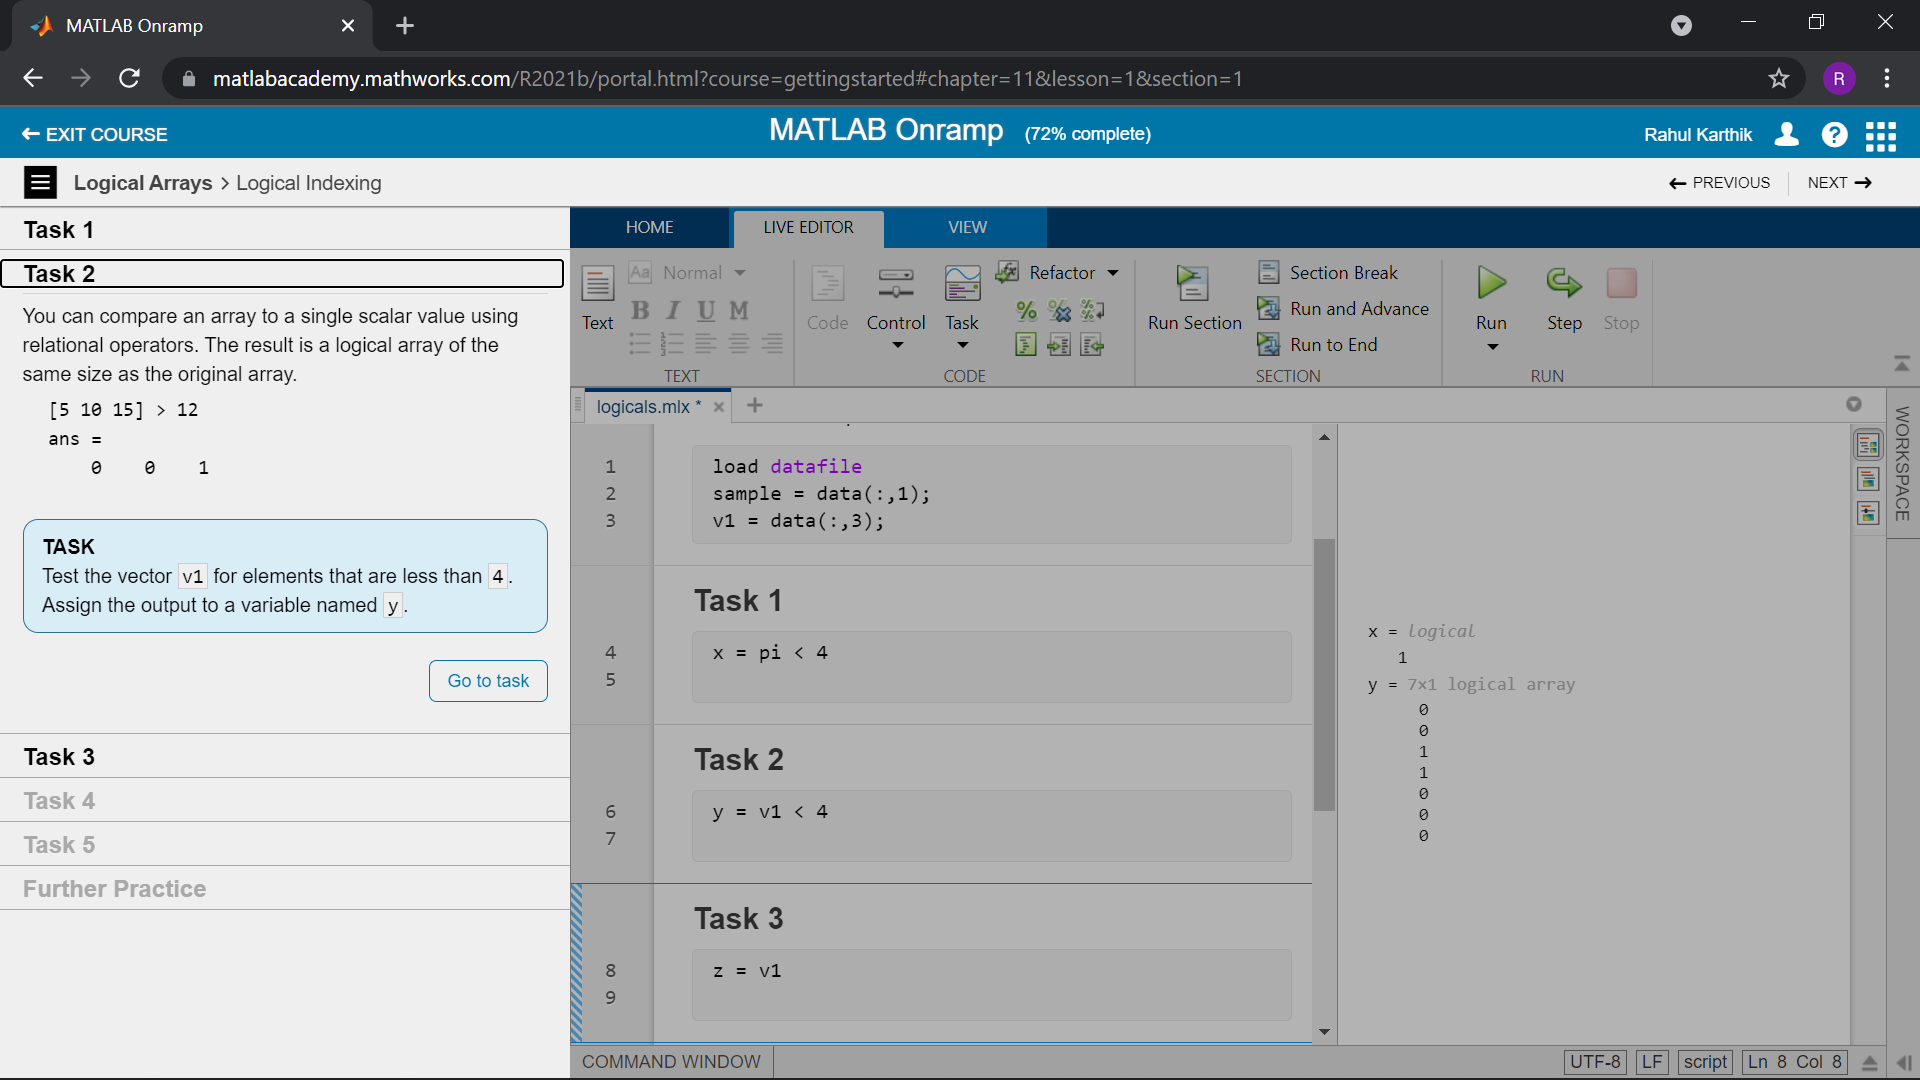 MATLAB Onramp
matlabacademy.mathworks.com/R2021b/portal.html?course=gettingstarted#chapter=11&lesson=1&section=1
R
EXIT COURSE
MATLAB Onramp (72% complete)
Rahul Karthik
?
Logical Arrays > Logical Indexing
PREVIOUS
NEXT
Task 1
Task 2
You can compare an array to a single scalar value using
relational operators. The result is a logical array of the
same size as the original array.
[5 10 15] > 12
ans =
0 0 1
TASK
Test the vector v1 for elements that are less than 4.
Assign the output to a variable named y.
Go to task
Task 3
Task 4
Task 5
Further Practice
HOME
LIVE EDITOR
VIEW
Text
Aa Normal
B I U M
TEXT
Code
Control
Task
Refactor
CODE
Run Section
Section Break
Run and Advance
Run to End
SECTION
Run
Step
Stop
RUN
logicals.mlx *
WORKSPACE
1 load datafile
2 sample = data(:,1);
3 v1 = data(:,3);
Task 1
4 x = pi < 4
5
Task 2
6 y = v1 < 4
7
Task 3
8 z = v1
9
x = logical
1
y = 7×1 logical array
0
0
1
1
0
0
0
COMMAND WINDOW
UTF-8
LF
script
Ln 8 Col 8